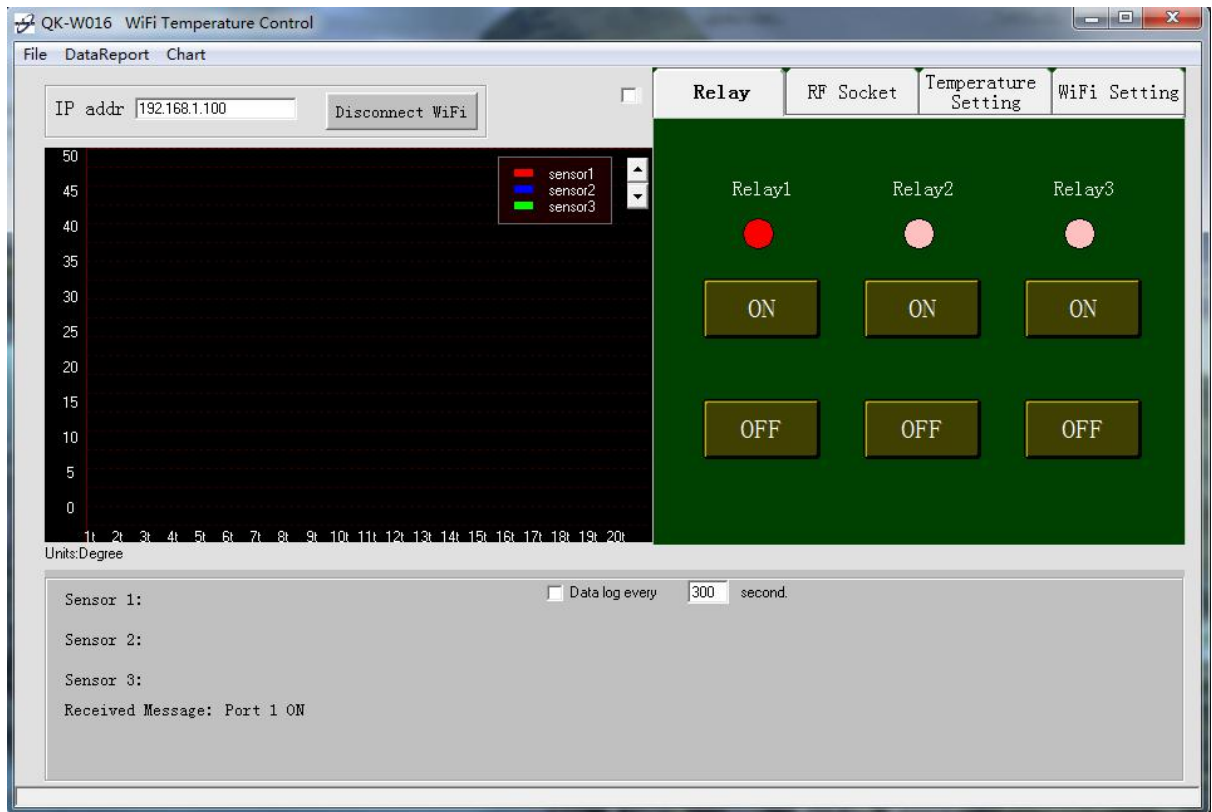 QK-W016 WiFi Temperature Control
File DataReport Chart
IP addr 192.168.1.100 Disconnect WiFi
Relay RF Socket Temperature Setting WiFi Setting
50
45
40
35
30
25
20
15
10
5
0
sensor1
sensor2
sensor3
1t 2t 3t 4t 5t 6t 7t 8t 9t 10t 11t 12t 13t 14t 15t 16t 17t 18t 19t 20t
Units:Degree
Relay1 Relay2 Relay3
ON ON ON
OFF OFF OFF
Sensor 1:
Data log every 300 second.
Sensor 2:
Sensor 3:
Received Message: Port 1 ON